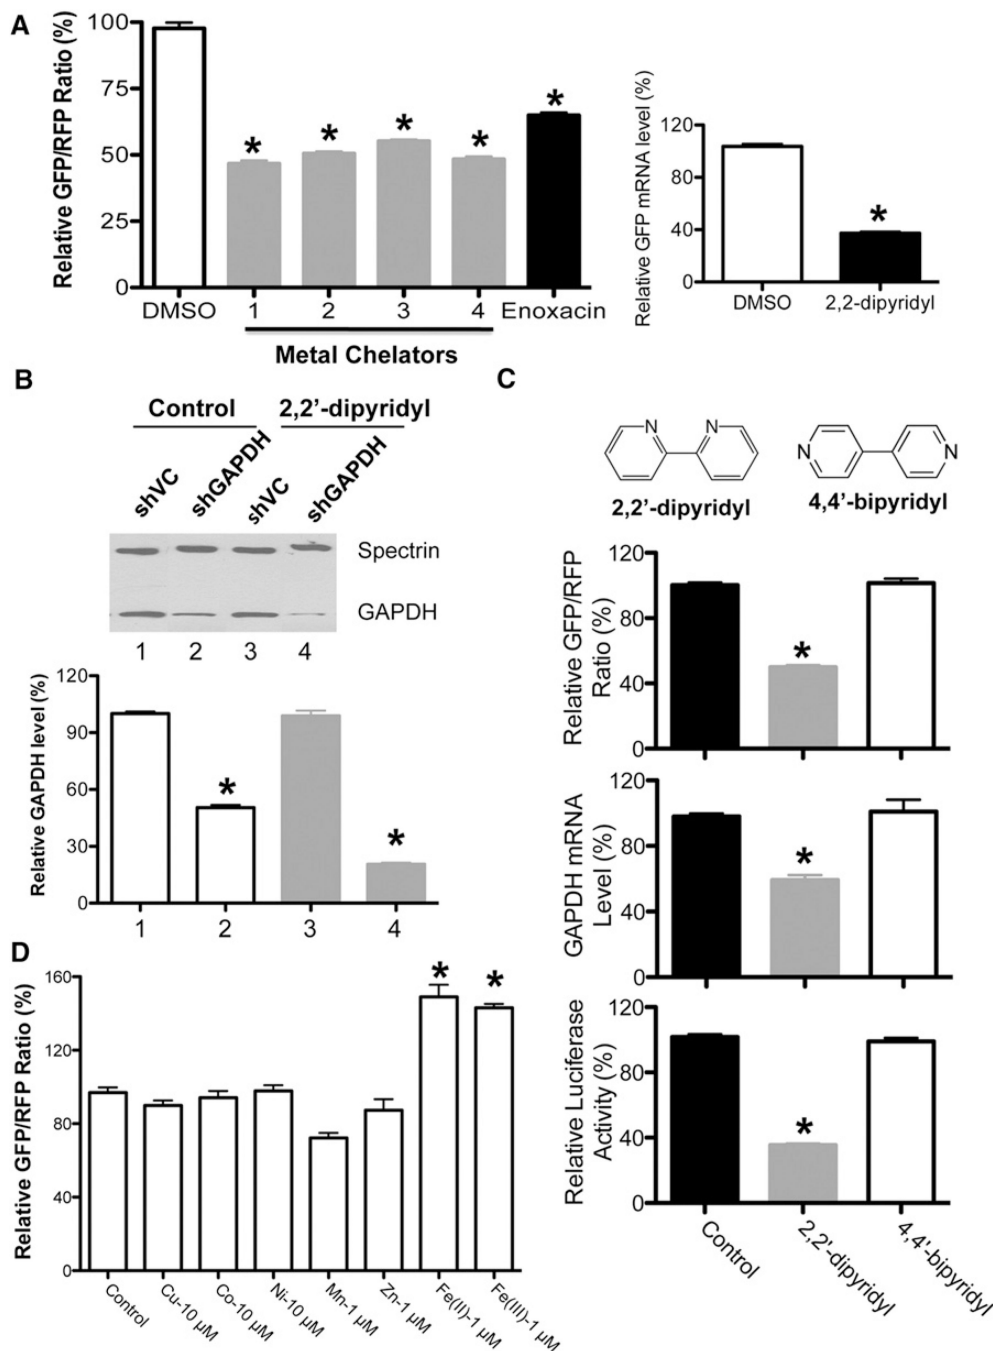 A
Relative GFP/RFP Ratio (%)
100
75
50
25
0
* * * * *
DMSO 1 2 3 4 Enoxacin
Metal Chelators
Relative GFP mRNA level (%)
120
80
40
0
*
DMSO 2,2-dipyridyl
B
Control 2,2'-dipyridyl
shVC shGAPDH shVC shGAPDH
Spectrin
GAPDH
1 2 3 4
Relative GAPDH level (%)
120
90
60
30
0
* *
1 2 3 4
C
N N N N
2,2'-dipyridyl 4,4'-bipyridyl
Relative GFP/RFP
Ratio (%)
120
80
40
0
*
GAPDH mRNA
Level (%)
120
80
40
0
*
Relative Luciferase
Activity (%)
120
80
40
0
*
Control 2,2'-dipyridyl 4,4'-bipyridyl
D
Relative GFP/RFP Ratio (%)
160
120
80
40
0
* *
Control Cu-10 µM Co-10 µM Ni-10 µM Mn-1 µM Zn-1 µM Fe(II)-1 µM Fe(III)-1 µM